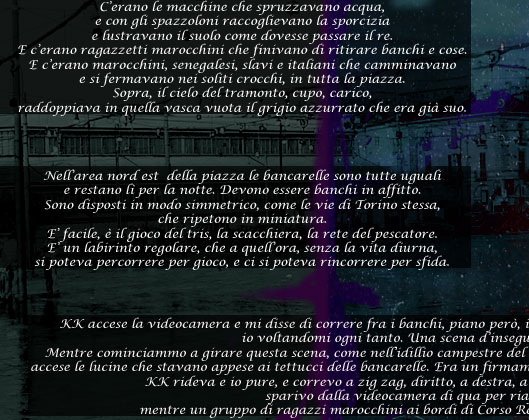 C'erano le macchine che spruzzavano acqua,
e con gli spazzoloni raccoglievano la sporcizia
e lustravano il suolo come dovesse passare il re.
E c'erano ragazzetti marocchini che finivano di ritirare banchi e cose.
E c'erano marocchini, senegalesi, slavi e italiani che camminavano
e si fermavano nei soliti crocchi, in tutta la piazza.
Sopra, il cielo del tramonto, cupo, carico,
raddoppiava in quella vasca vuota il grigio azzurrato che era già suo.
Nell'area nord est della piazza le bancarelle sono tutte uguali
e restano lì per la notte. Devono essere banchi in affitto.
Sono disposti in modo simmetrico, come le vie di Torino stessa,
che ripetono in miniatura.
E' facile, è il gioco del tris, la scacchiera, la rete del pescatore.
E' un labirinto regolare, che a quell'ora, senza la vita diurna,
si poteva percorrere per gioco, e ci si poteva rincorrere per sfida.
KK accese la videocamera e mi disse di correre fra i banchi, piano però, i
io voltandomi ogni tanto. Una scena d'insegu
Mentre cominciammo a girare questa scena, come nell'idillio campestre del
accese le lucine che stavano appese ai tettucci delle bancarelle. Era un firmam
KK rideva e io pure, e correvo a zig zag, diritto, a destra, a
sparivo dalla videocamera di qua per ru
mentre un gruppo di ragazzi marocchini ai bordi di Corso R